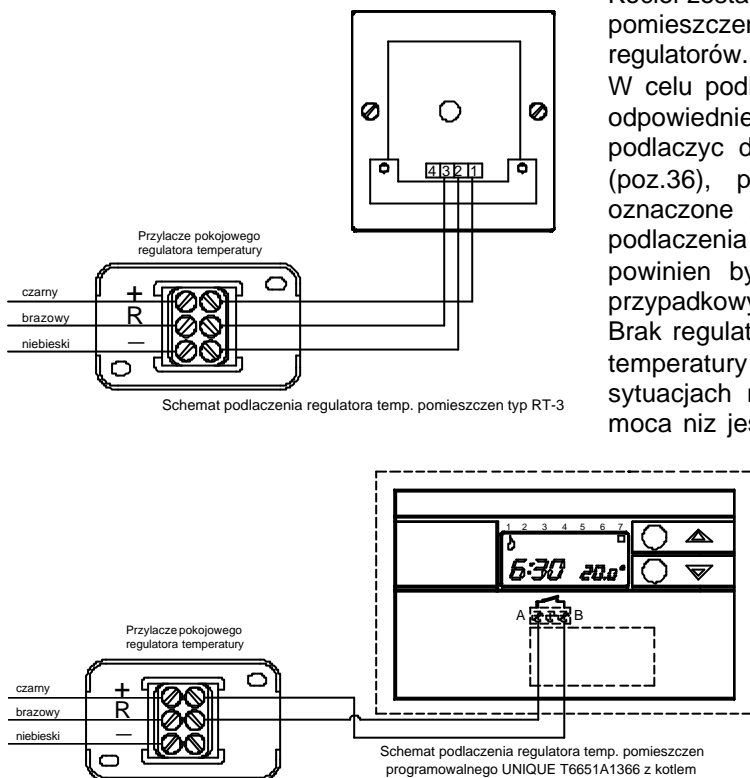 pomieszczen
regulatorów.
W celu podl
odpowiednie
podlaczyc d
(poz.36), p
oznaczone
podlaczenia
powinien by
przypadkowy
Brak regulat
temperatury
sytuacjach r
moca niz jes
4 3 2 1
Przylacze pokojowego
regulatora temperatury
czarny +
brazowy R
niebieski —
Schemat podlaczenia regulatora temp. pomieszczen typ RT-3
1 2 3 4 5 6 7
6:30 20.0°
A B
Przylacze pokojowego
regulatora temperatury
czarny +
brazowy R
niebieski —
Schemat podlaczenia regulatora temp. pomieszczen
programowalnego UNIQUE T6651A1366 z kotlem